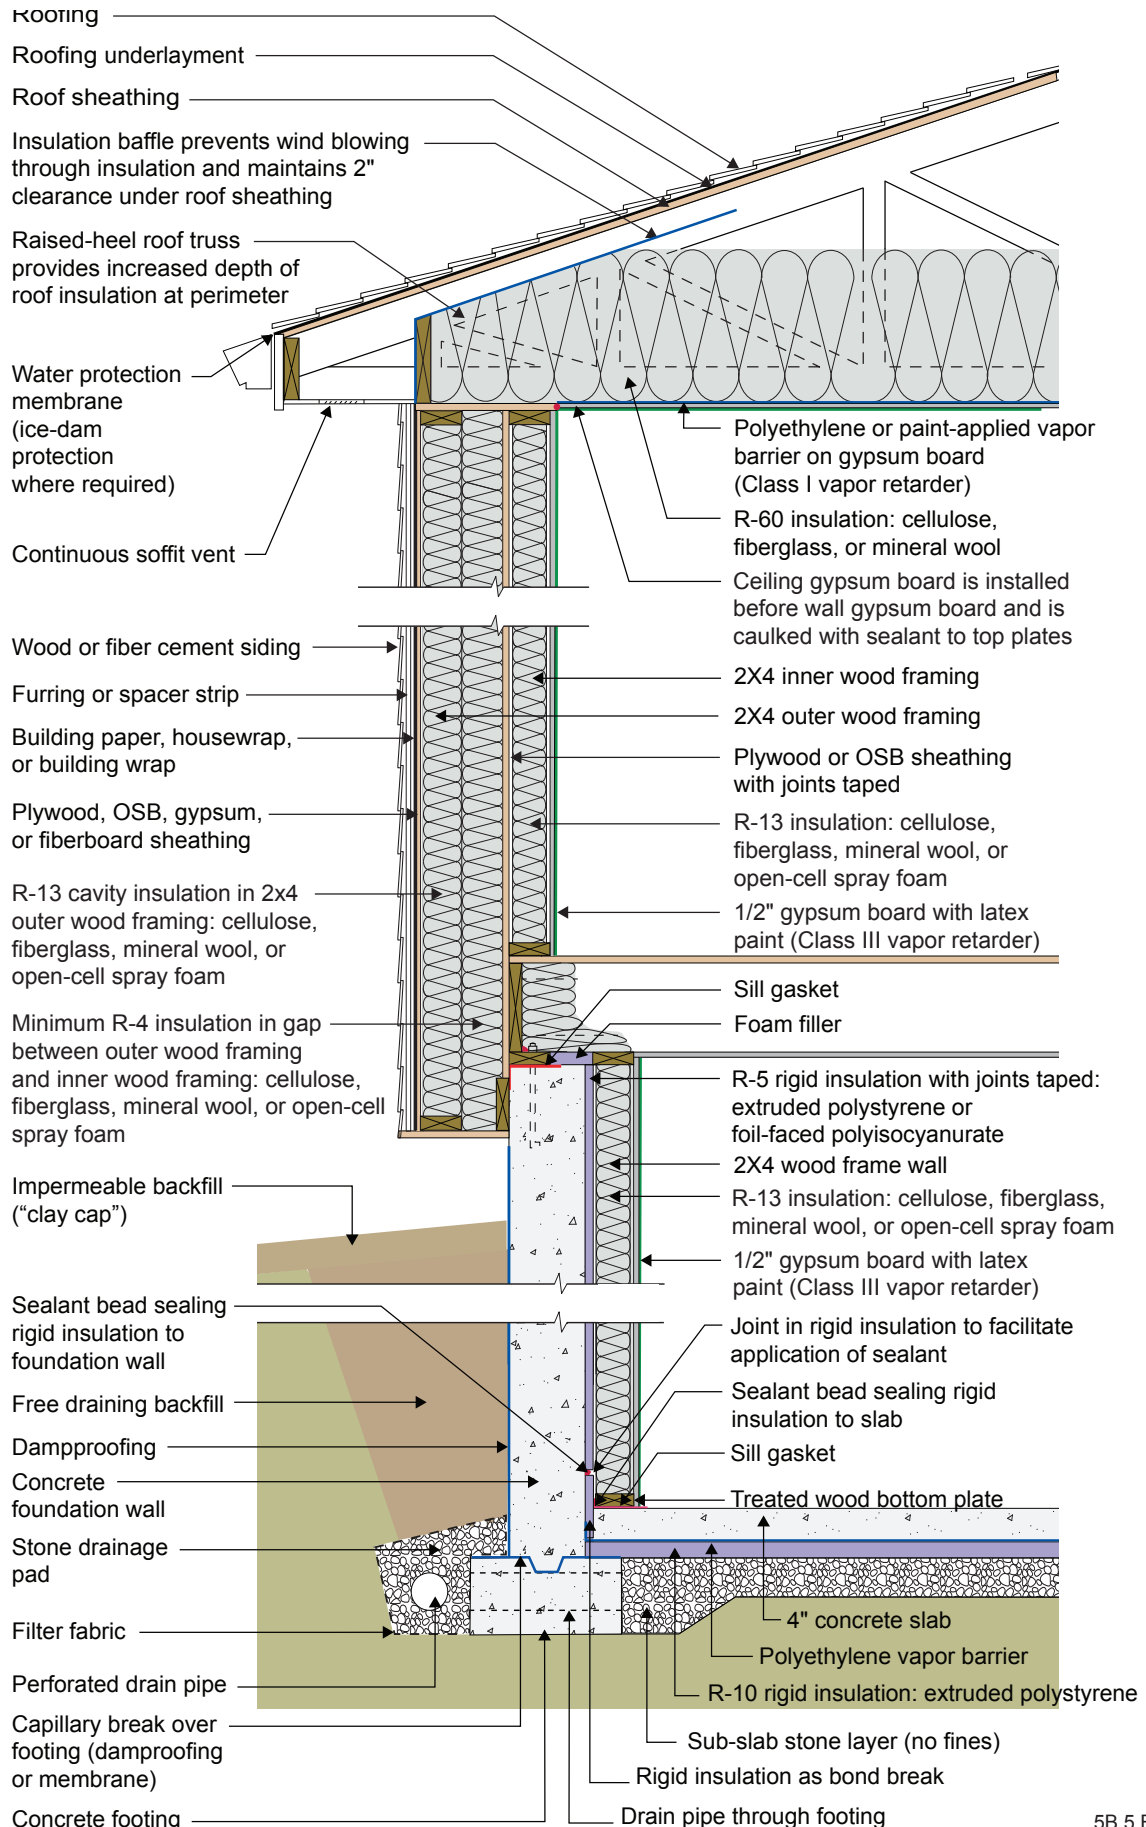 Roofing
Roofing underlayment
Roof sheathing
Insulation baffle prevents wind blowing
through insulation and maintains 2"
clearance under roof sheathing
Raised-heel roof truss
provides increased depth of
roof insulation at perimeter
Water protection
membrane
(ice-dam
protection
where required)
Continuous soffit vent
Wood or fiber cement siding
Furring or spacer strip
Building paper, housewrap,
or building wrap
Plywood, OSB, gypsum,
or fiberboard sheathing
R-13 cavity insulation in 2x4
outer wood framing: cellulose,
fiberglass, mineral wool, or
open-cell spray foam
Minimum R-4 insulation in gap
between outer wood framing
and inner wood framing: cellulose,
fiberglass, mineral wool, or open-cell
spray foam
Impermeable backfill
(“clay cap”)
Sealant bead sealing
rigid insulation to
foundation wall
Free draining backfill
Dampproofing
Concrete
foundation wall
Stone drainage
pad
Filter fabric
Perforated drain pipe
Capillary break over
footing (damproofing
or membrane)
Concrete footing
Polyethylene or paint-applied vapor
barrier on gypsum board
(Class I vapor retarder)
R-60 insulation: cellulose,
fiberglass, or mineral wool
Ceiling gypsum board is installed
before wall gypsum board and is
caulked with sealant to top plates
2X4 inner wood framing
2X4 outer wood framing
Plywood or OSB sheathing
with joints taped
R-13 insulation: cellulose,
fiberglass, mineral wool, or
open-cell spray foam
1/2" gypsum board with latex
paint (Class III vapor retarder)
Sill gasket
Foam filler
R-5 rigid insulation with joints taped:
extruded polystyrene or
foil-faced polyisocyanurate
2X4 wood frame wall
R-13 insulation: cellulose, fiberglass,
mineral wool, or open-cell spray foam
1/2" gypsum board with latex
paint (Class III vapor retarder)
Joint in rigid insulation to facilitate
application of sealant
Sealant bead sealing rigid
insulation to slab
Sill gasket
Treated wood bottom plate
4" concrete slab
Polyethylene vapor barrier
R-10 rigid insulation: extruded polystyrene
Sub-slab stone layer (no fines)
Rigid insulation as bond break
Drain pipe through footing